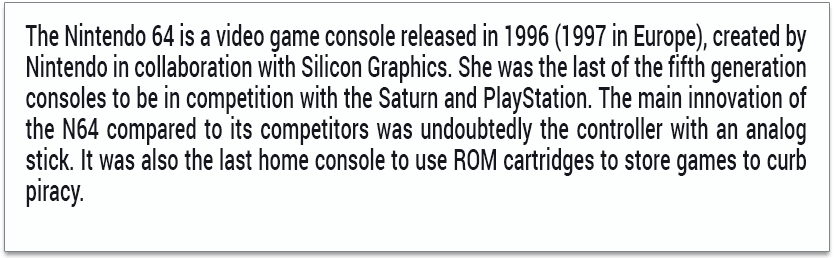 The Nintendo 64 is a video game console released in 1996 (1997 in Europe), created by
Nintendo in collaboration with Silicon Graphics. She was the last of the fifth generation
consoles to be in competition with the Saturn and PlayStation. The main innovation of
the N64 compared to its competitors was undoubtedly the controller with an analog
stick. It was also the last home console to use ROM cartridges to store games to curb
piracy.